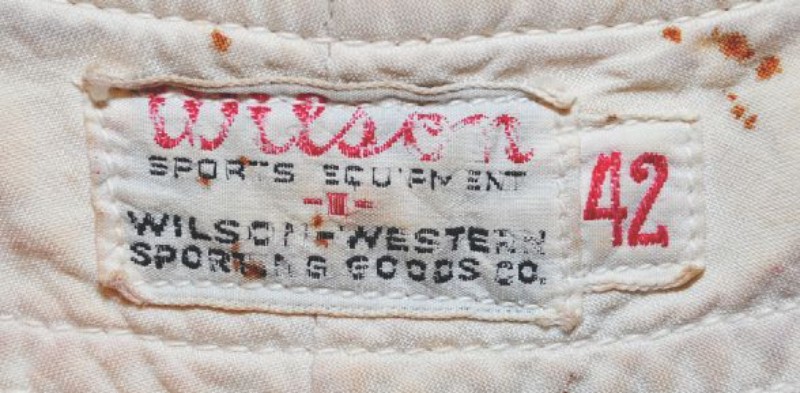 Wilson
SPORTS EQUIPMENT
WILSON-WESTERN
SPORTING GOODS CO.
42